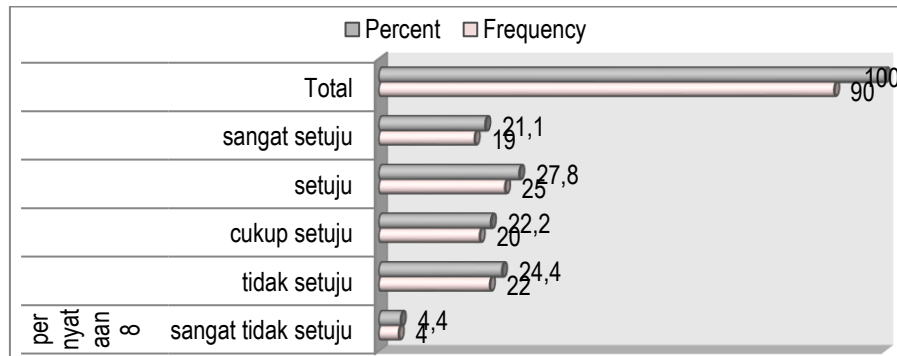 Percent Frequency
Total
100
90
sangat setuju
21,1
19
setuju
27,8
25
cukup setuju
22,2
20
tidak setuju
24,4
22
per
nyat
aan
8
sangat tidak setuju
4,4
4